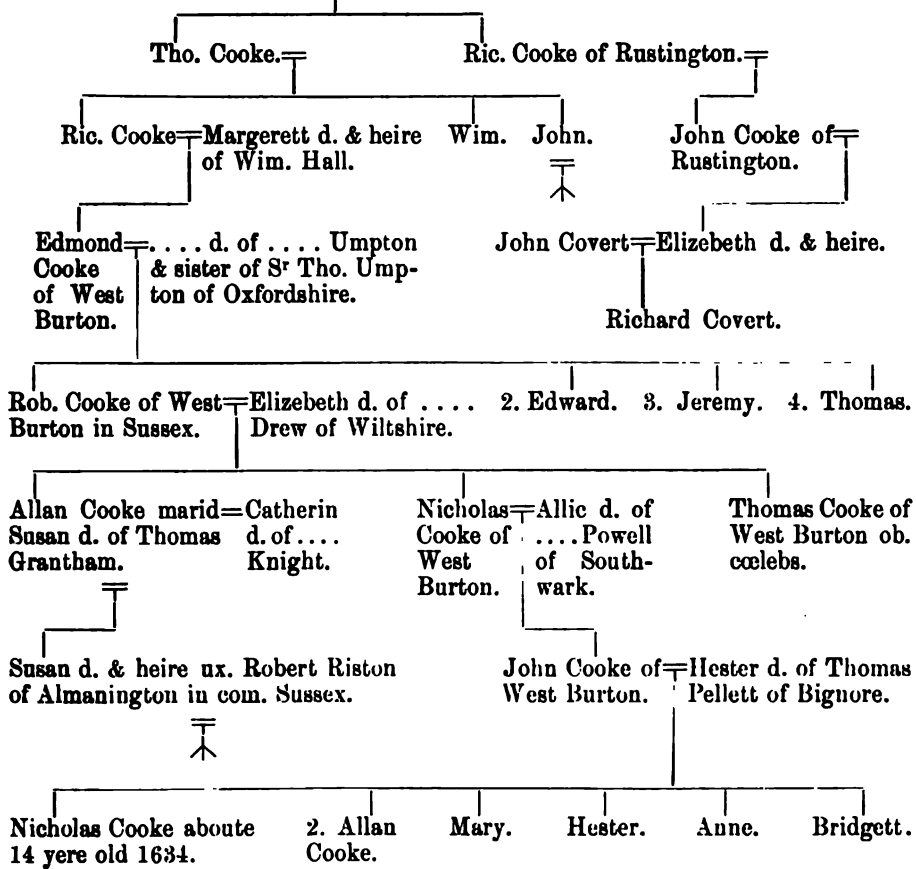 Tho. Cooke.
Ric. Cooke of Rustington.
Ric. Cooke
Margerett d. & heire
of Wim. Hall.
Wim.
John.
John Cooke of
Rustington.
Edmond
Cooke
of West
Burton.
.... d. of .... Umpton
& sister of Sʳ Tho. Ump-
ton of Oxfordshire.
John Covert
Elizebeth d. & heire.
Richard Covert.
Rob. Cooke of West
Burton in Sussex.
Elizebeth d. of ....
Drew of Wiltshire.
2. Edward.
3. Jeremy.
4. Thomas.
Allan Cooke marid
Susan d. of Thomas
Grantham.
Catherin
d. of ....
Knight.
Nicholas
Cooke of
West
Burton.
Allic d. of
.... Powell
of South-
wark.
Thomas Cooke of
West Burton ob.
cœlebs.
Susan d. & heire ux. Robert Riston
of Almanington in com. Sussex.
John Cooke of
West Burton.
Hester d. of Thomas
Pellett of Bignore.
Nicholas Cooke aboute
14 yere old 1634.
2. Allan
Cooke.
Mary.
Hester.
Anne.
Bridgett.